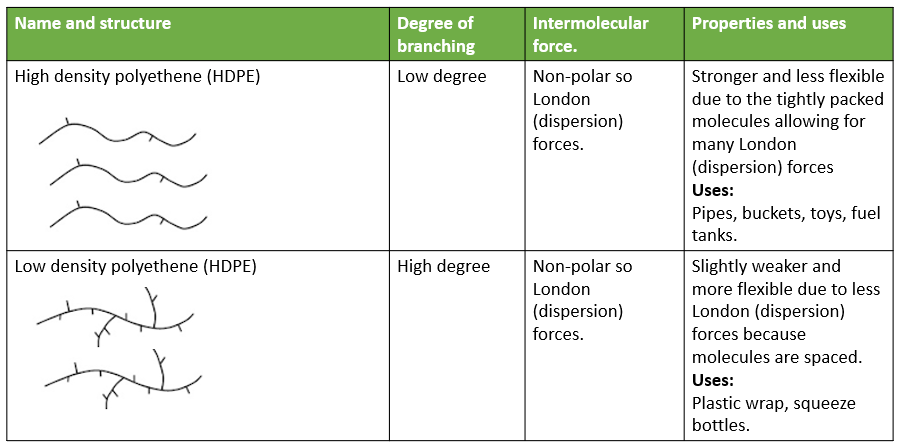 Name and structure
Degree of
branching
Intermolecular
force.
Properties and uses
High density polyethene (HDPE)
Low degree
Non-polar so
London
(dispersion)
forces.
Stronger and less flexible
due to the tightly packed
molecules allowing for
many London
(dispersion) forces
Uses:
Pipes, buckets, toys, fuel
tanks.
Low density polyethene (HDPE)
High degree
Non-polar so
London
(dispersion)
forces.
Slightly weaker and
more flexible due to less
London (dispersion)
forces because
molecules are spaced.
Uses:
Plastic wrap, squeeze
bottles.